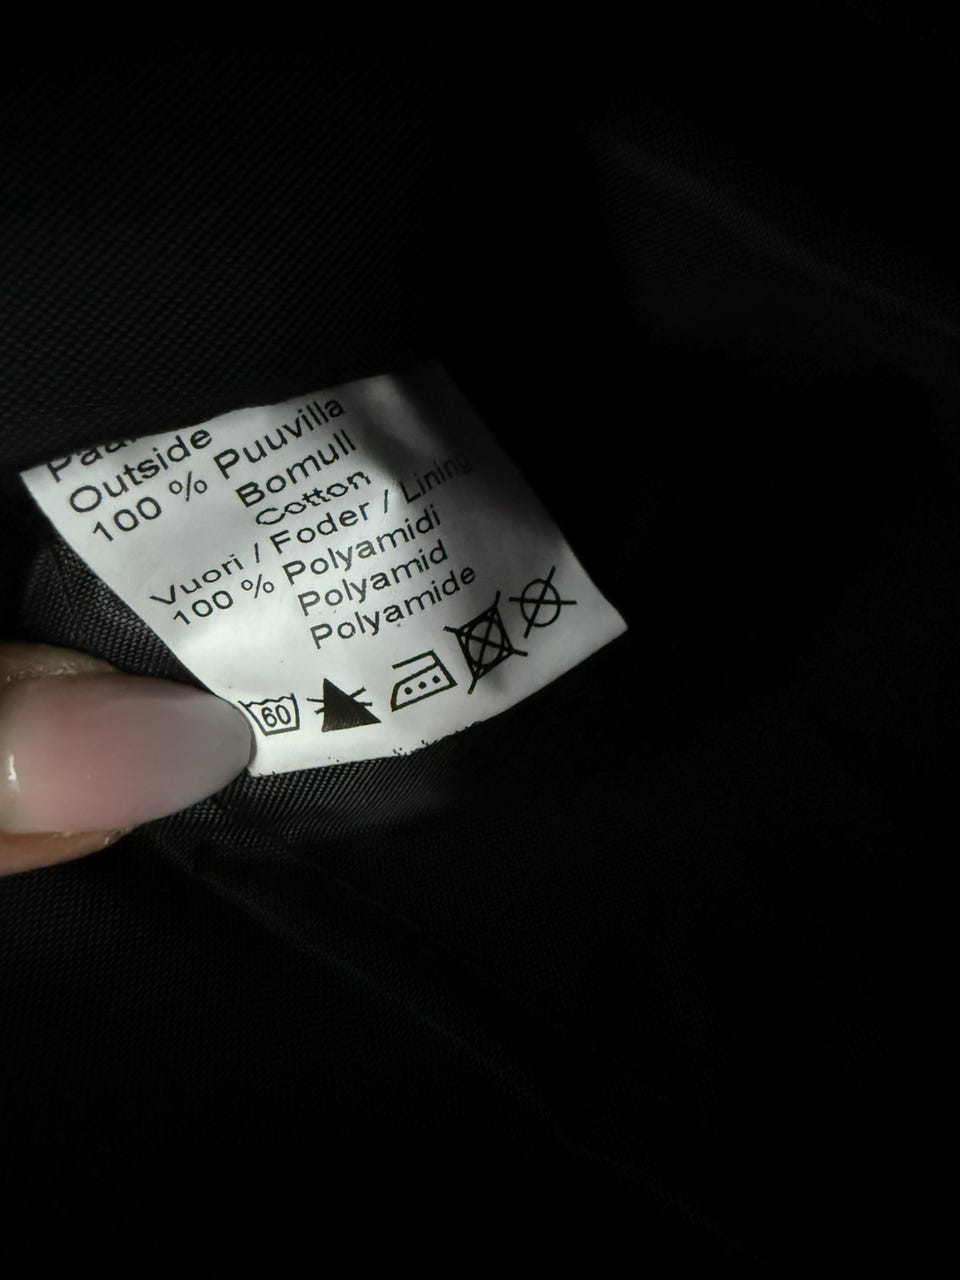 Outside
100 % Puuvilla
Bomull
Cotton
Vuori / Foder / Lining
100 % Polyamidi
Polyamid
Polyamide
60